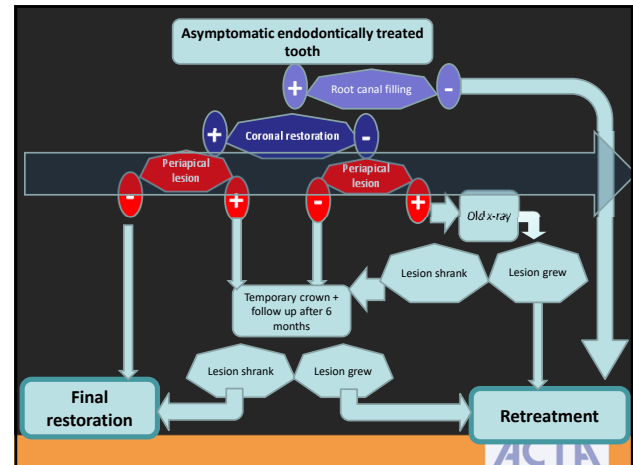 Asymptomatic endodontically treated
tooth
+
Root canal filling
-
+
Coronal restoration
-
Periapical
lesion
Periapical
lesion
-
+
-
+
Old x-ray
Lesion shrank
Lesion grew
Temporary crown +
follow up after 6
months
Lesion shrank
Lesion grew
Final
restoration
Retreatment
ACTA